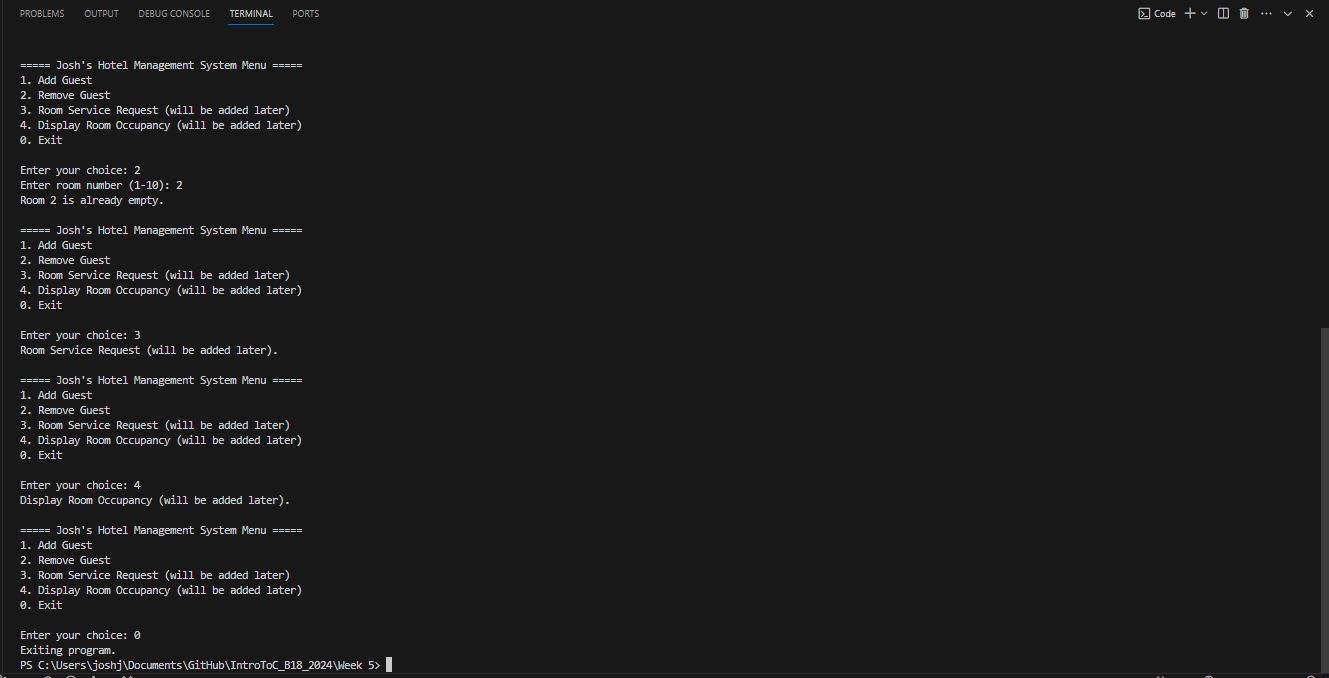 PROBLEMS OUTPUT DEBUG CONSOLE TERMINAL PORTS Code
===== Josh's Hotel Management System Menu =====
1. Add Guest
2. Remove Guest
3. Room Service Request (will be added later)
4. Display Room Occupancy (will be added later)
0. Exit
Enter your choice: 2
Enter room number (1-10): 2
Room 2 is already empty.
===== Josh's Hotel Management System Menu =====
1. Add Guest
2. Remove Guest
3. Room Service Request (will be added later)
4. Display Room Occupancy (will be added later)
0. Exit
Enter your choice: 3
Room Service Request (will be added later).
===== Josh's Hotel Management System Menu =====
1. Add Guest
2. Remove Guest
3. Room Service Request (will be added later)
4. Display Room Occupancy (will be added later)
0. Exit
Enter your choice: 4
Display Room Occupancy (will be added later).
===== Josh's Hotel Management System Menu =====
1. Add Guest
2. Remove Guest
3. Room Service Request (will be added later)
4. Display Room Occupancy (will be added later)
0. Exit
Enter your choice: 0
Exiting program.
PS C:\Users\joshj\Documents\GitHub\IntroToC_B18_2024\Week 5>